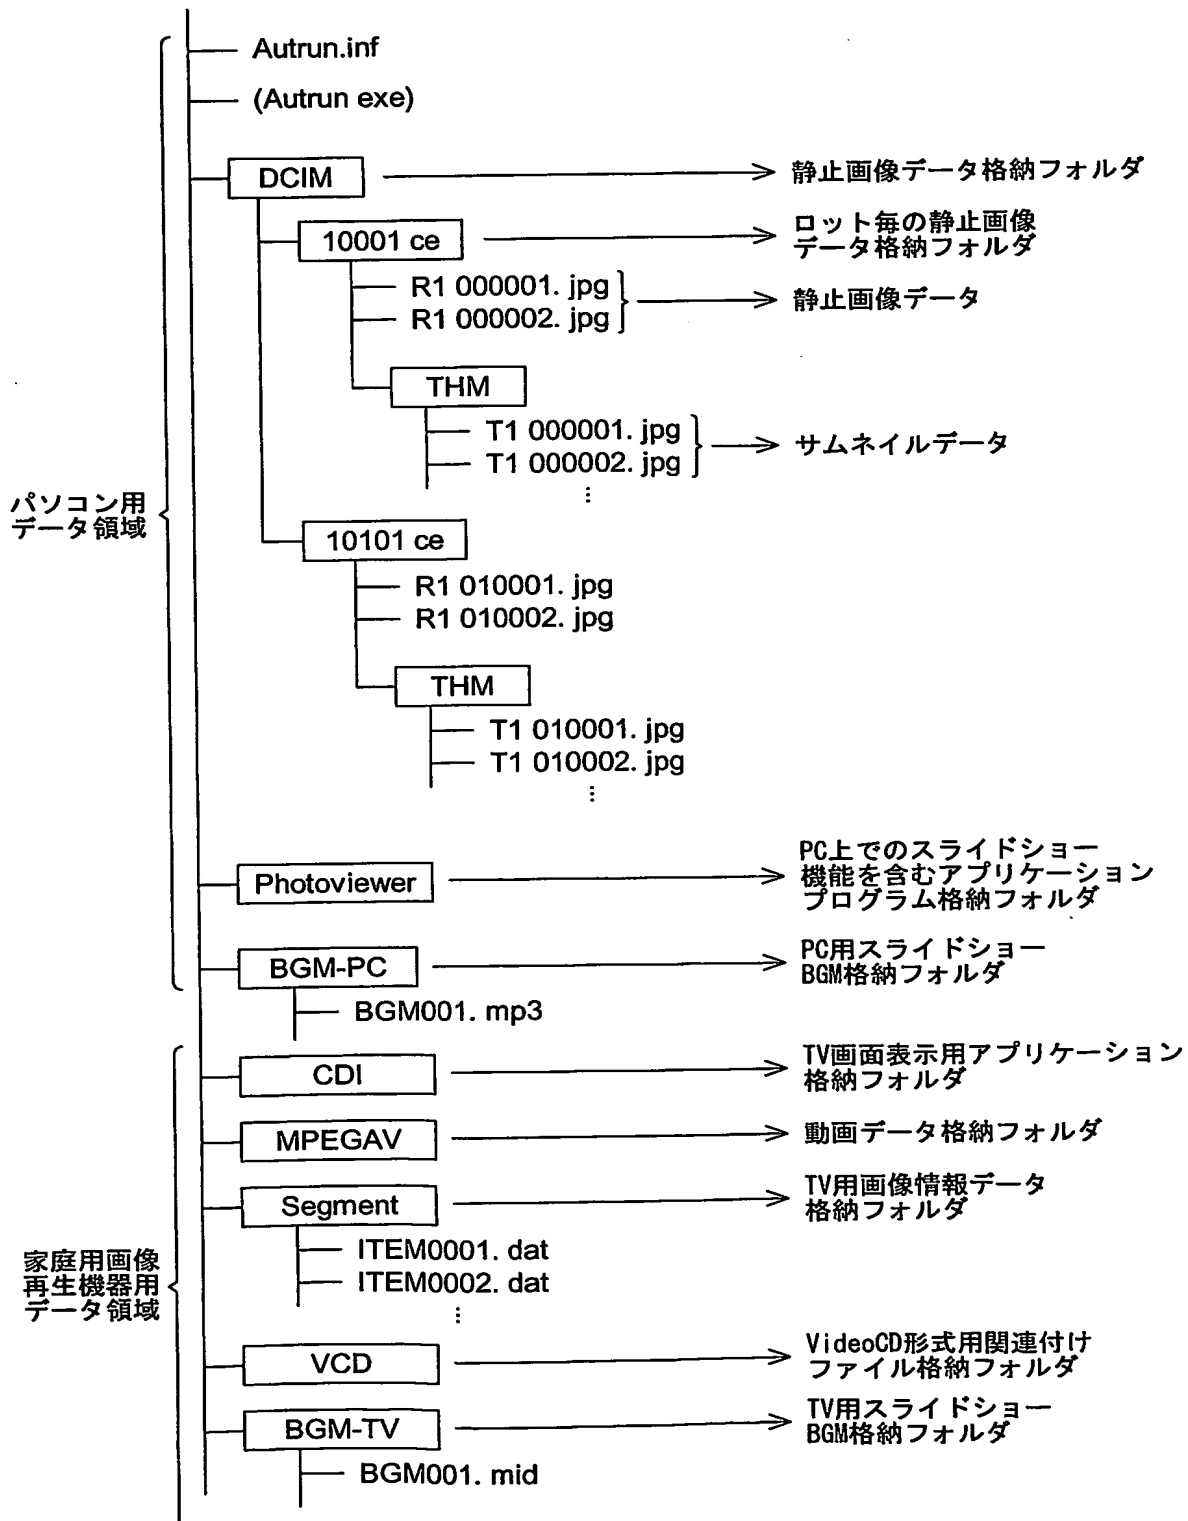 Autrun.inf
(Autrun exe)
DCIM
静止画像データ格納フォルダ
10001 ce
ロット毎の静止画像
データ格納フォルダ
R1 000001. jpg
R1 000002. jpg
静止画像データ
THM
T1 000001. jpg
T1 000002. jpg
サムネイルデータ
⋮
パソコン用
データ領域
10101 ce
R1 010001. jpg
R1 010002. jpg
THM
T1 010001. jpg
T1 010002. jpg
⋮
Photoviewer
PC上でのスライドショー
機能を含むアプリケーション
プログラム格納フォルダ
BGM-PC
PC用スライドショー
BGM格納フォルダ
BGM001. mp3
CDI
TV画面表示用アプリケーション
格納フォルダ
MPEGAV
動画データ格納フォルダ
Segment
TV用画像情報データ
格納フォルダ
ITEM0001. dat
ITEM0002. dat
⋮
家庭用画像
再生機器用
データ領域
VCD
VideoCD形式用関連付け
ファイル格納フォルダ
BGM-TV
TV用スライドショー
BGM格納フォルダ
BGM001. mid